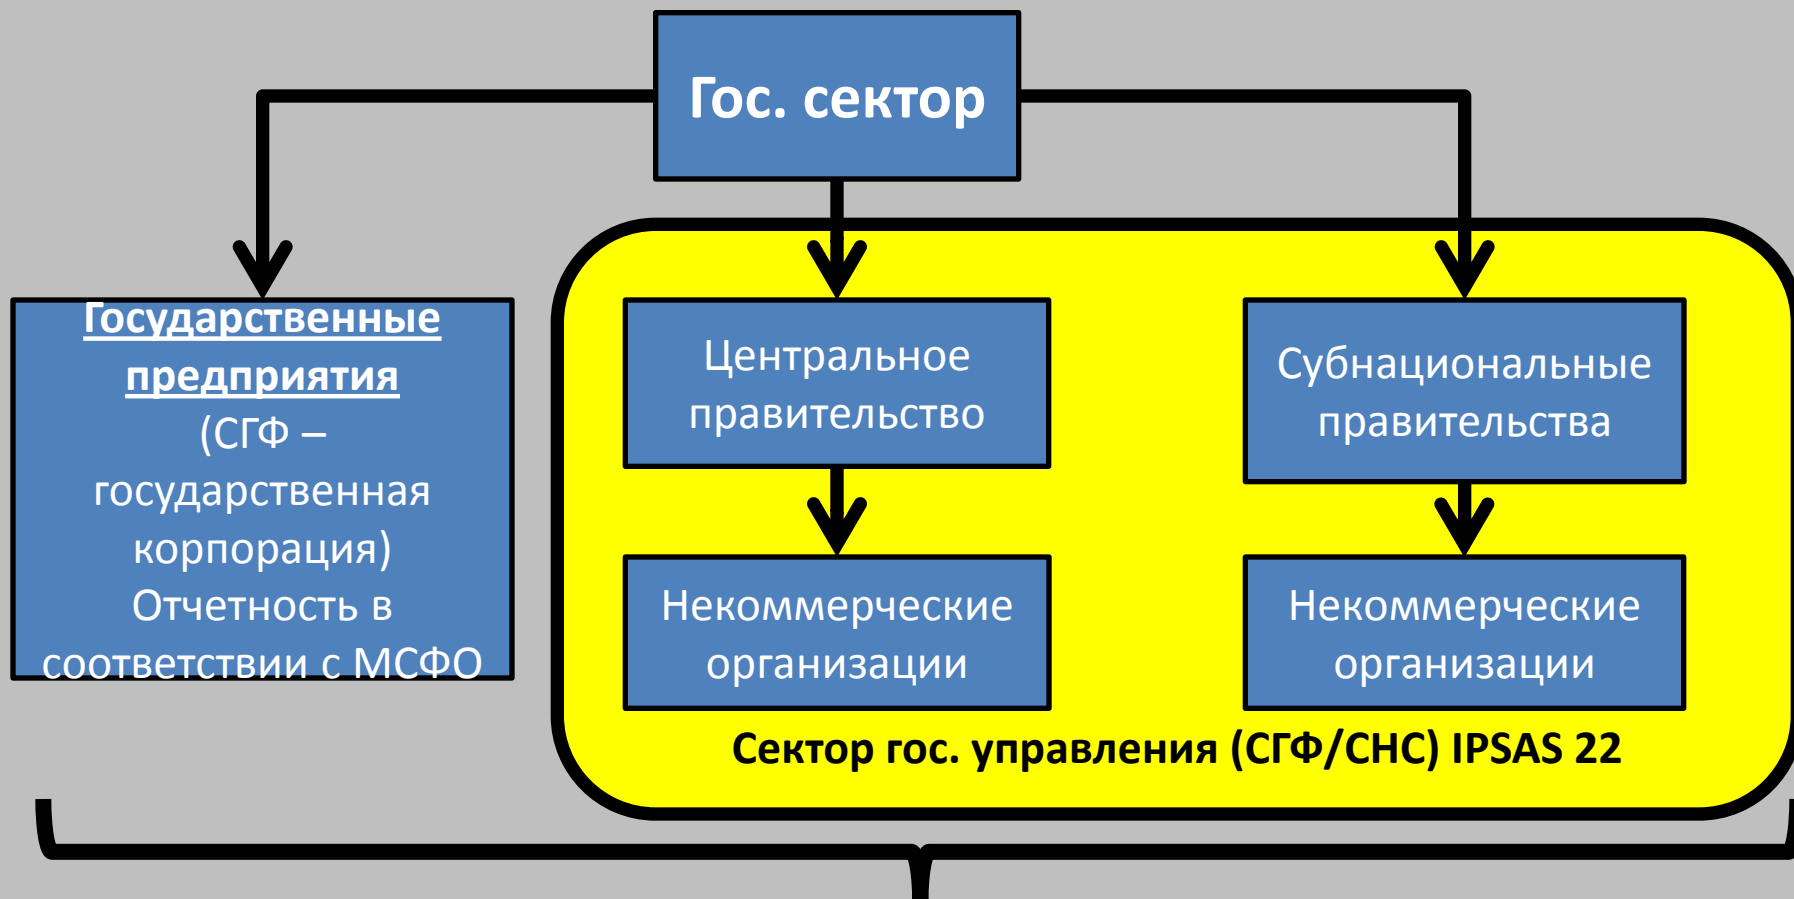 Гос. сектор
Государственные
предприятия
(СГФ –
государственная
корпорация)
Отчетность в
соответствии с МСФО
Центральное
правительство
Субнациональные
правительства
Некоммерческие
организации
Некоммерческие
организации
Сектор гос. управления (СГФ/СНС) IPSAS 22